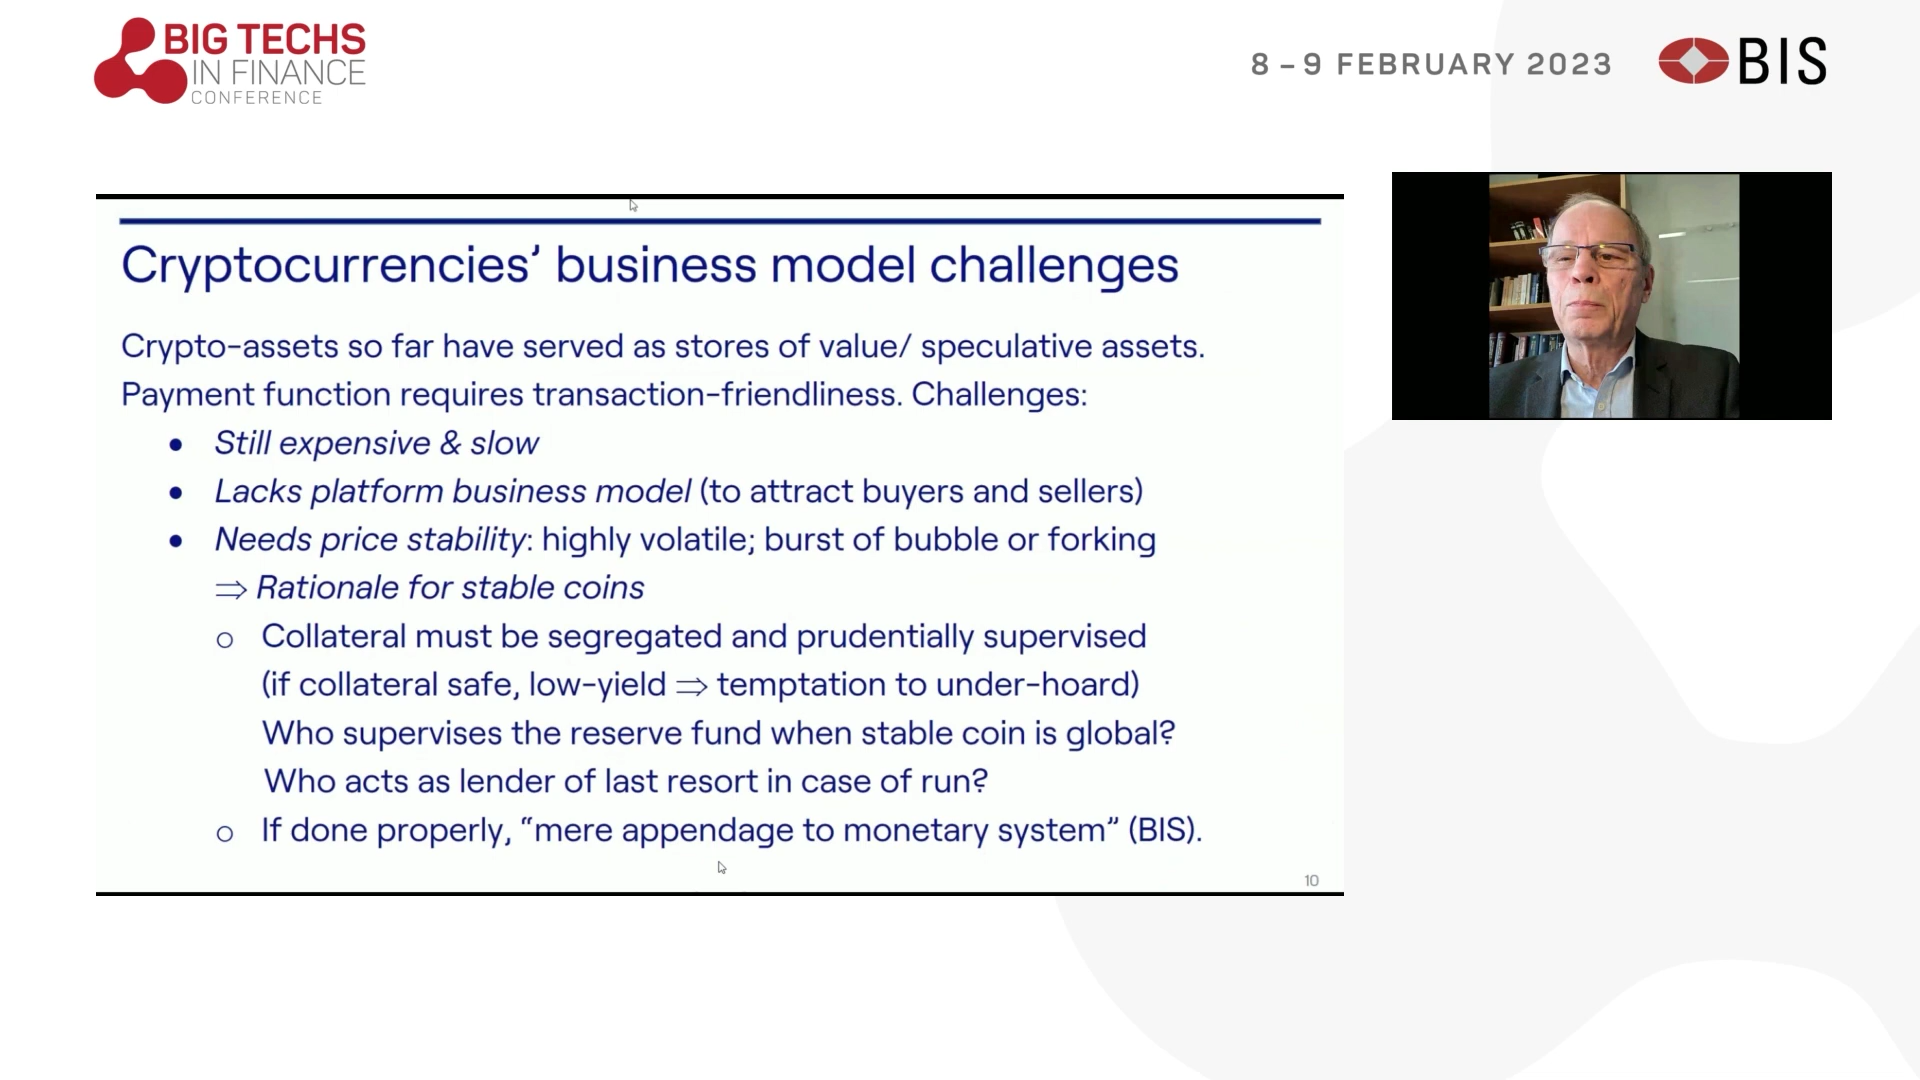 BIG TECHS
IN FINANCE
CONFERENCE
8 – 9 FEBRUARY 2023
BIS
Cryptocurrencies’ business model challenges
Crypto-assets so far have served as stores of value/ speculative assets.
Payment function requires transaction-friendliness. Challenges:
• Still expensive & slow
• Lacks platform business model (to attract buyers and sellers)
• Needs price stability: highly volatile; burst of bubble or forking
⇒ Rationale for stable coins
o Collateral must be segregated and prudentially supervised
(if collateral safe, low-yield ⇒ temptation to under-hoard)
Who supervises the reserve fund when stable coin is global?
Who acts as lender of last resort in case of run?
o If done properly, “mere appendage to monetary system” (BIS).
10